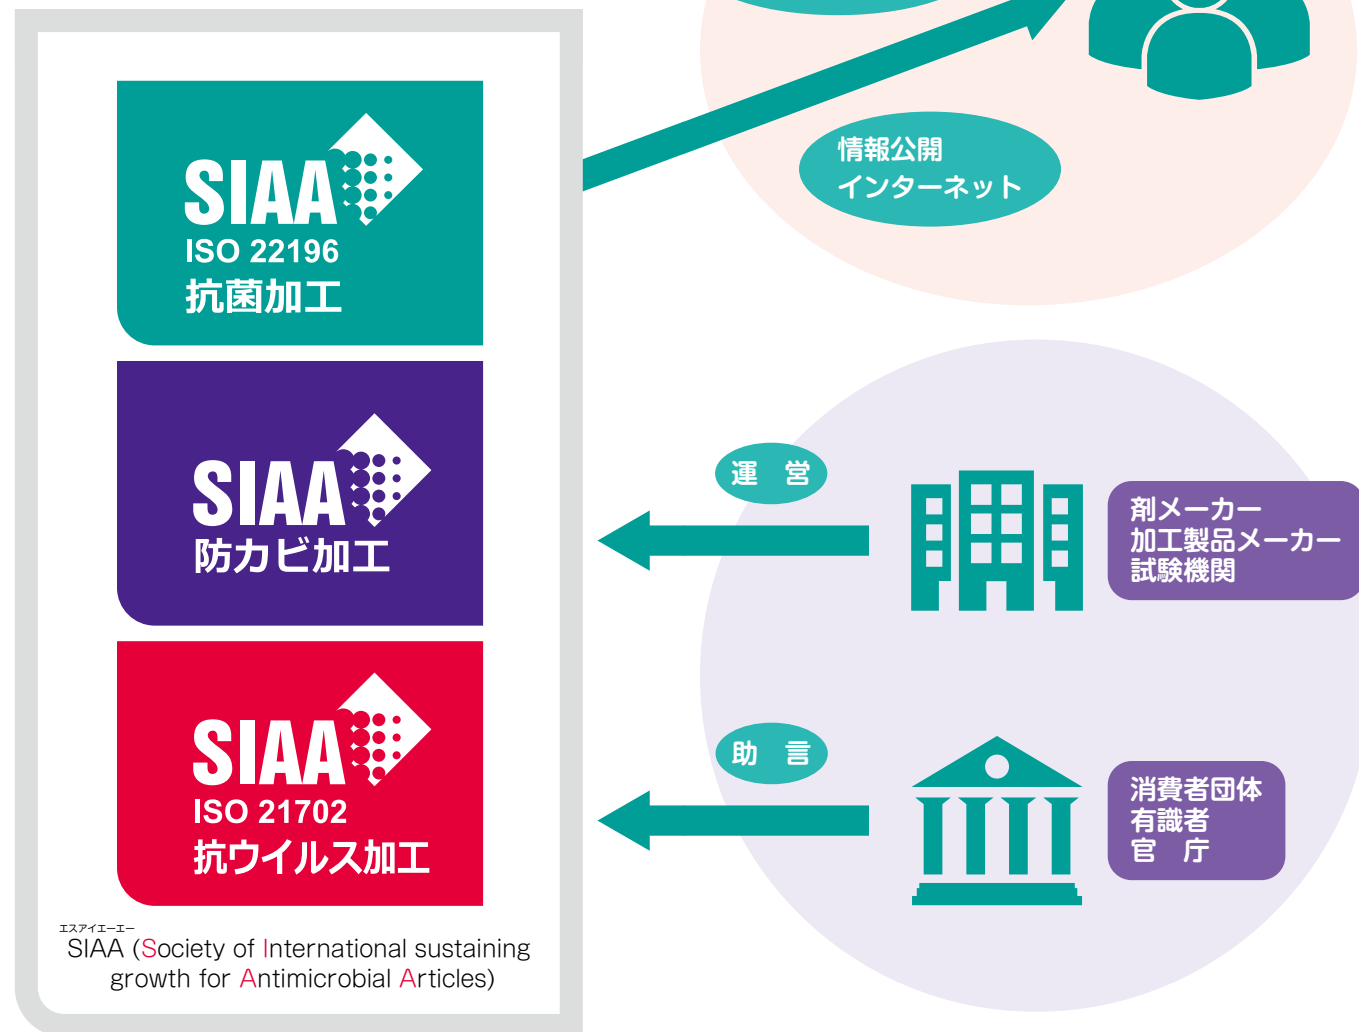 SIAA
ISO 22196
抗菌加工
SIAA
防カビ加工
SIAA
ISO 21702
抗ウイルス加工
エスアイエーエー
SIAA (Society of International sustaining
growth for Antimicrobial Articles)
情報公開
インターネット
運　営
剤メーカー
加工製品メーカー
試験機関
助　言
消費者団体
有識者
官　庁